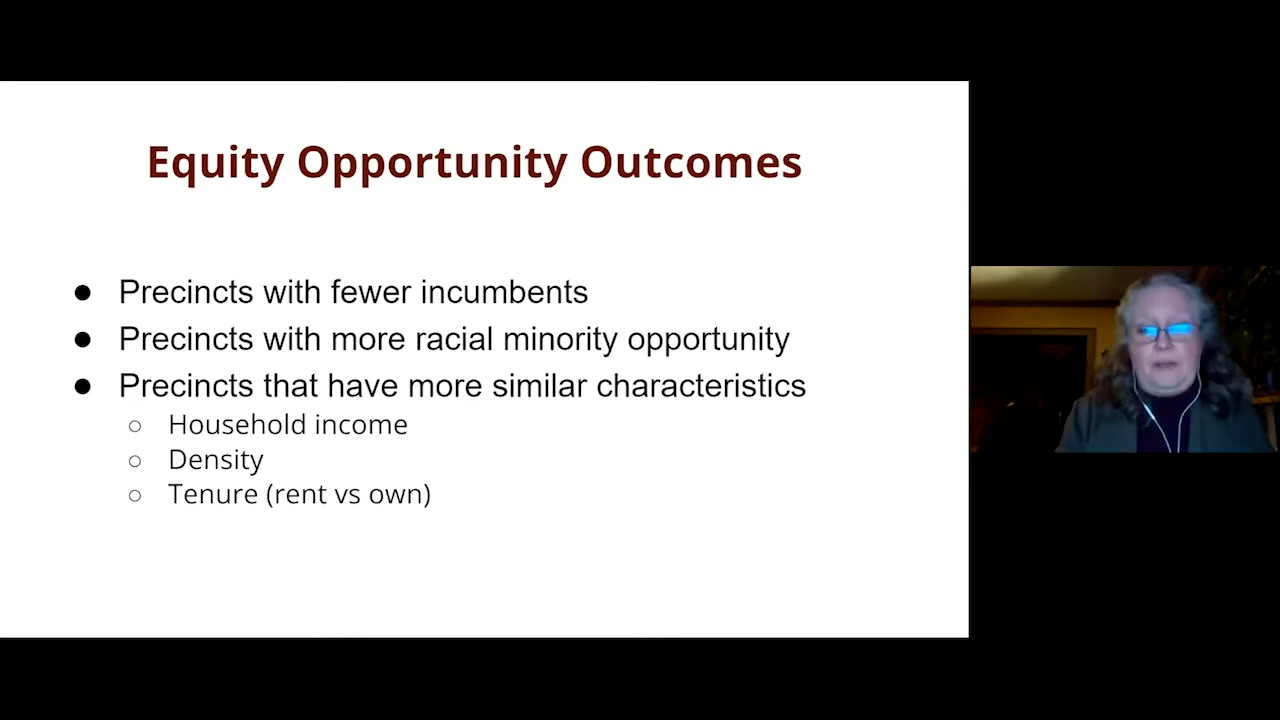 Equity Opportunity Outcomes
● Precincts with fewer incumbents
● Precincts with more racial minority opportunity
● Precincts that have more similar characteristics
○ Household income
○ Density
○ Tenure (rent vs own)